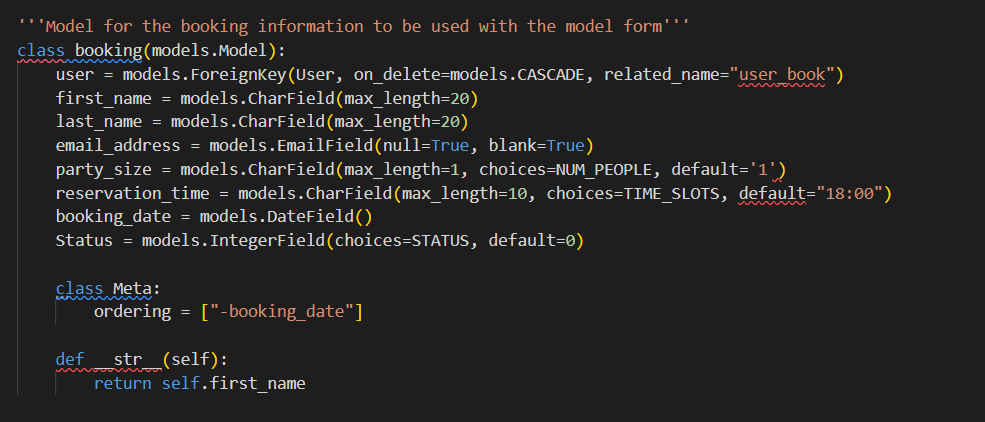 '''Model for the booking information to be used with the model form'''
class booking(models.Model):
    user = models.ForeignKey(User, on_delete=models.CASCADE, related_name="user_book")
    first_name = models.CharField(max_length=20)
    last_name = models.CharField(max_length=20)
    email_address = models.EmailField(null=True, blank=True)
    party_size = models.CharField(max_length=1, choices=NUM_PEOPLE, default='1')
    reservation_time = models.CharField(max_length=10, choices=TIME_SLOTS, default="18:00")
    booking_date = models.DateField()
    Status = models.IntegerField(choices=STATUS, default=0)

    class Meta:
        ordering = ["-booking_date"]

    def __str__(self):
        return self.first_name